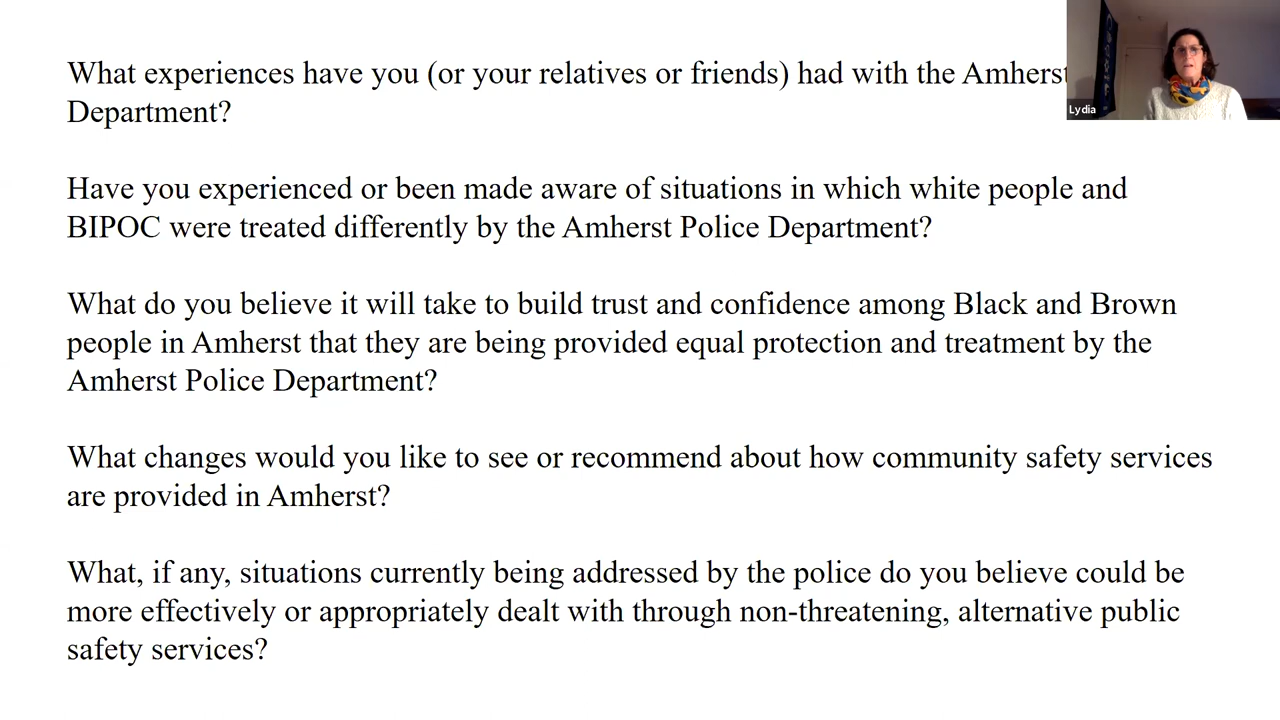 What experiences have you (or your relatives or friends) had with the Amherst
Department?
Lydia
Have you experienced or been made aware of situations in which white people and
BIPOC were treated differently by the Amherst Police Department?
What do you believe it will take to build trust and confidence among Black and Brown
people in Amherst that they are being provided equal protection and treatment by the
Amherst Police Department?
What changes would you like to see or recommend about how community safety services
are provided in Amherst?
What, if any, situations currently being addressed by the police do you believe could be
more effectively or appropriately dealt with through non-threatening, alternative public
safety services?